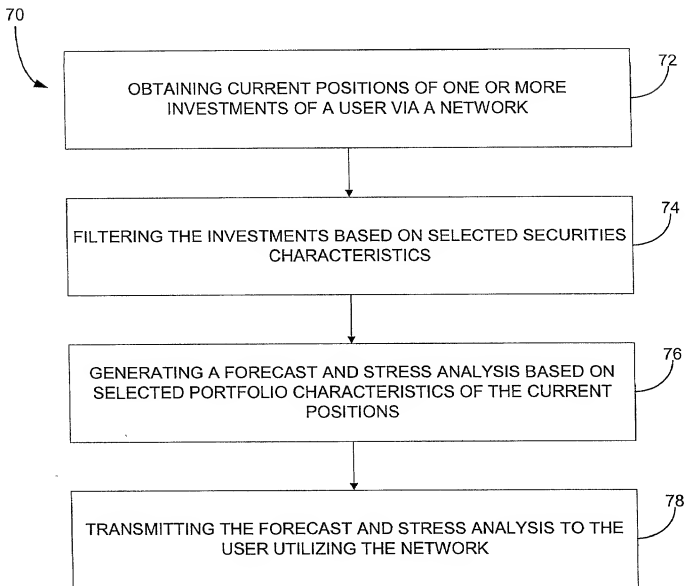 70
OBTAINING CURRENT POSITIONS OF ONE OR MORE
INVESTMENTS OF A USER VIA A NETWORK
72
FILTERING THE INVESTMENTS BASED ON SELECTED SECURITIES
CHARACTERISTICS
74
GENERATING A FORECAST AND STRESS ANALYSIS BASED ON
SELECTED PORTFOLIO CHARACTERISTICS OF THE CURRENT
POSITIONS
76
TRANSMITTING THE FORECAST AND STRESS ANALYSIS TO THE
USER UTILIZING THE NETWORK
78